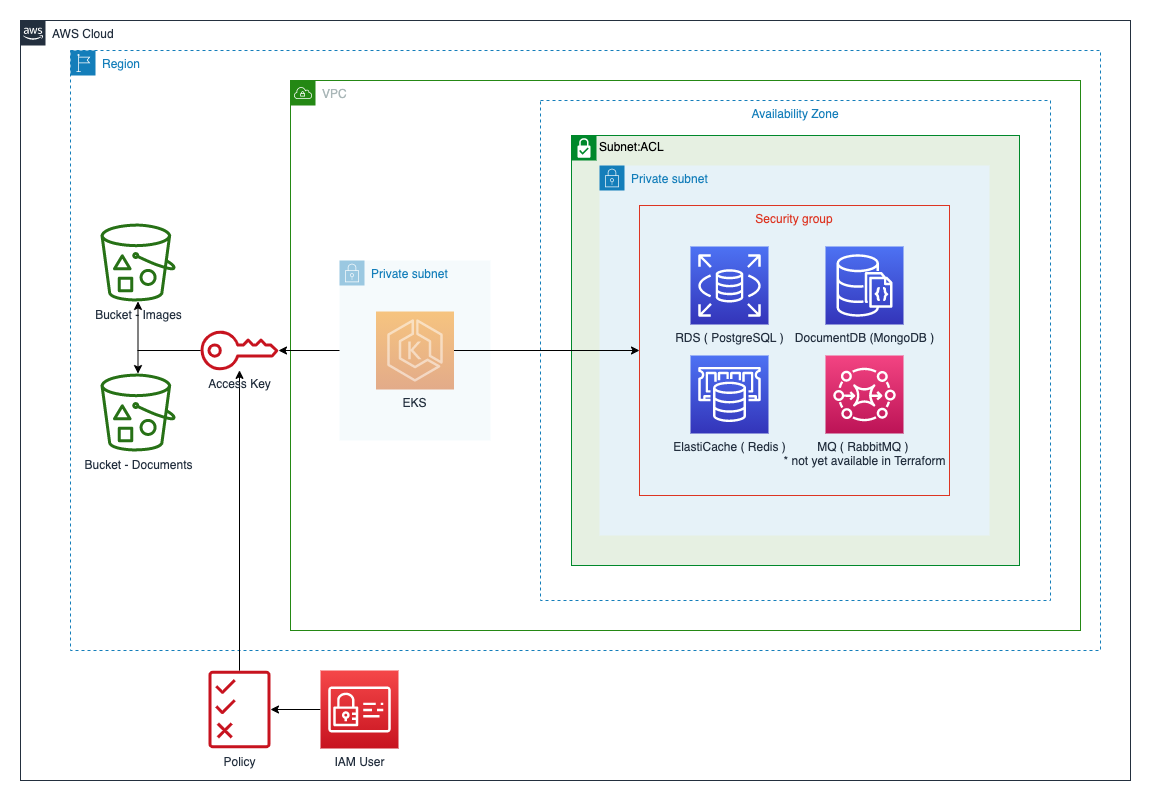 aws
AWS Cloud
Region
VPC
Availability Zone
Subnet:ACL
Private subnet
Security group
RDS ( PostgreSQL )
DocumentDB (MongoDB )
ElastiCache ( Redis )
MQ ( RabbitMQ )
* not yet available in Terraform
Private subnet
K
EKS
Bucket - Images
Access Key
Bucket - Documents
Policy
IAM User